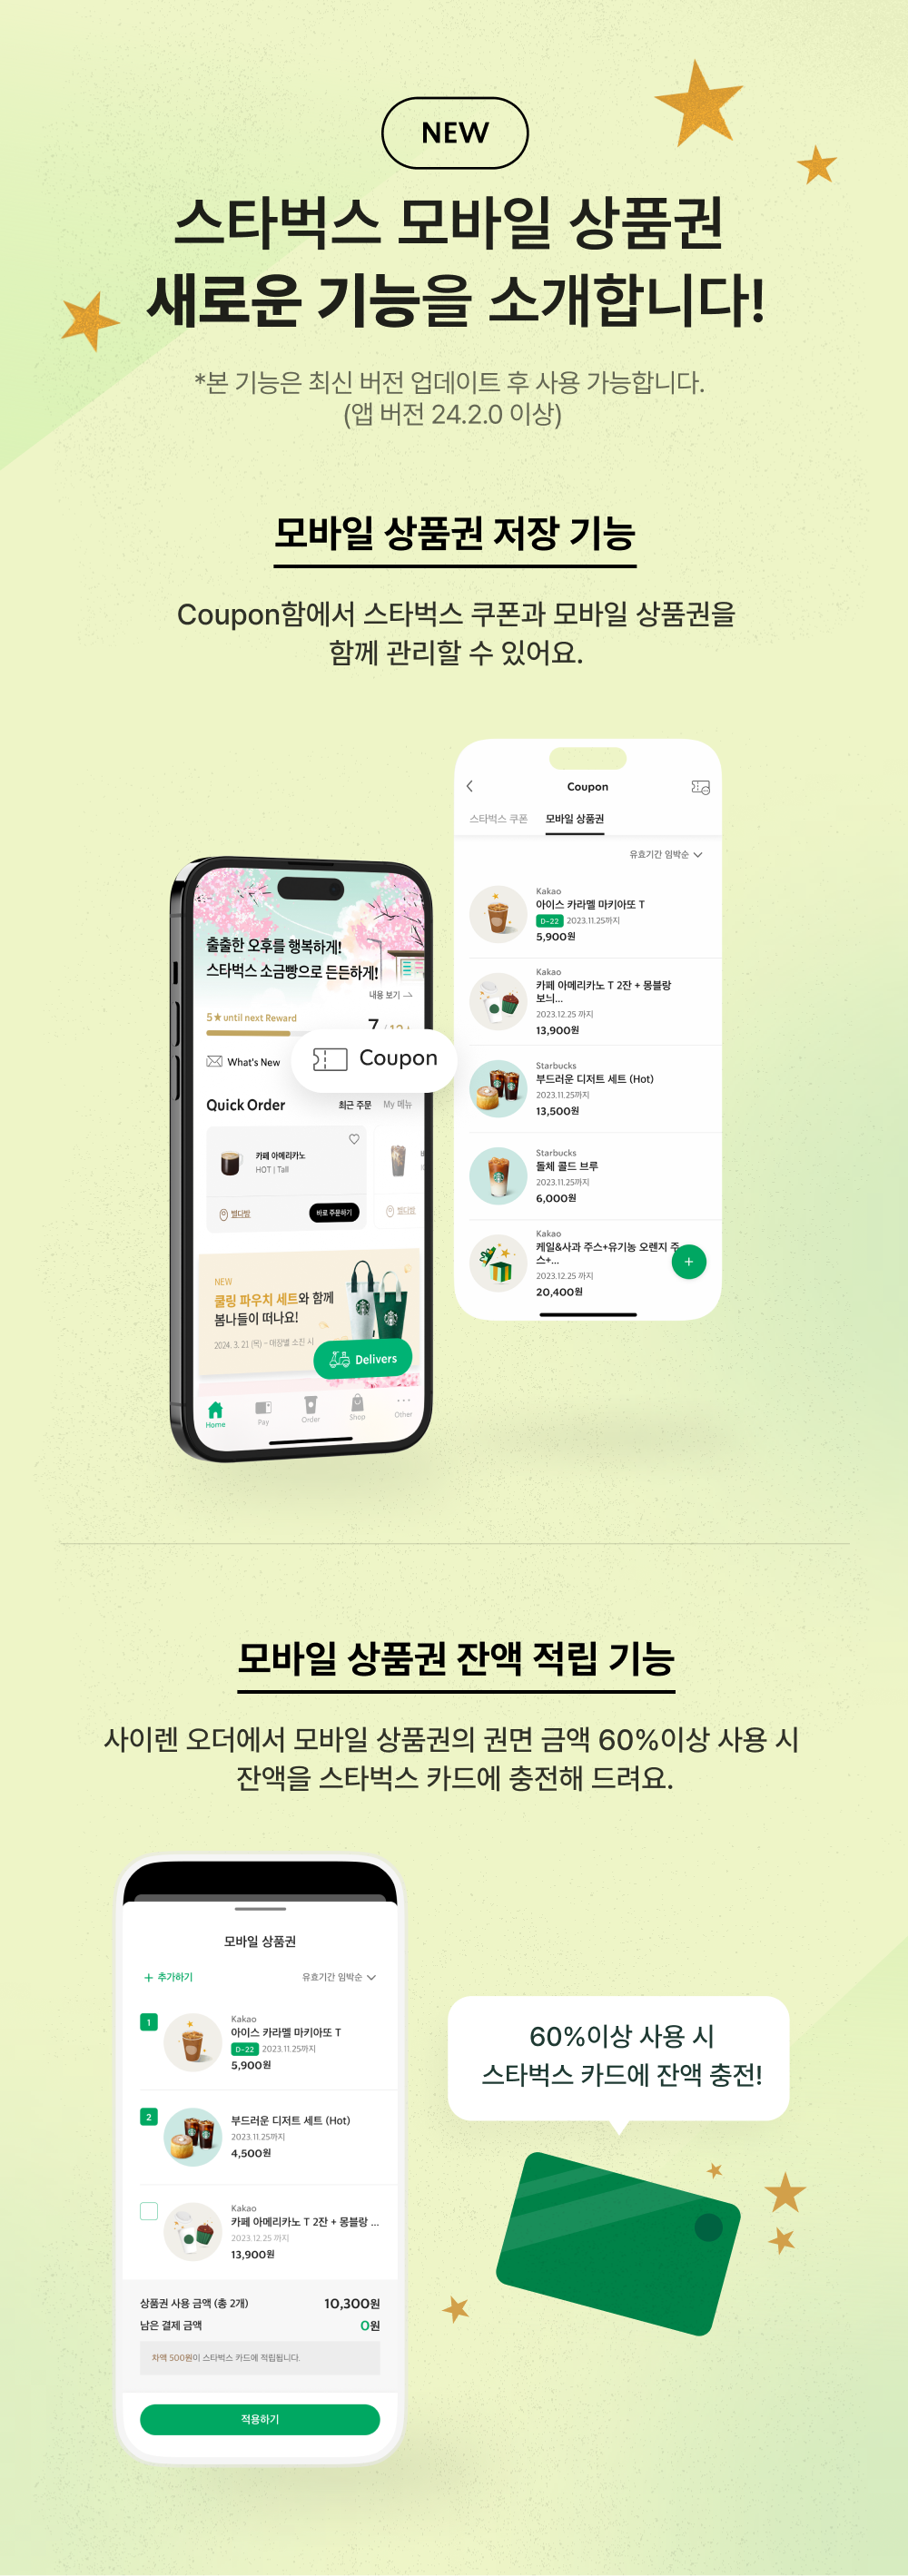 NEW
스타벅스 모바일 상품권
새로운 기능을 소개합니다!
*본 기능은 최신 버전 업데이트 후 사용 가능합니다.
(앱 버전 24.2.0 이상)
모바일 상품권 저장 기능
Coupon함에서 스타벅스 쿠폰과 모바일 상품권을
함께 관리할 수 있어요.
출출한 오후를 행복하게!
스타벅스 소금빵으로 든든하게!
내용 보기 →
5★ until next Reward
7 / 12★
What's New
Coupon
Quick Order
최근 주문 My 메뉴
카페 아메리카노
HOT | Tall
별다방
바로 주문하기
별다방
NEW
쿨링 파우치 세트와 함께
봄나들이 떠나요!
2024. 3. 21 (목) – 매장별 소진 시
Delivers
Home Pay Order Shop Other
Coupon
스타벅스 쿠폰 모바일 상품권
유효기간 임박순
Kakao
아이스 카라멜 마키아또 T
D-22 2023.11.25까지
5,900원
Kakao
카페 아메리카노 T 2잔 + 몽블랑
보늬...
2023.12.25 까지
13,900원
Starbucks
부드러운 디저트 세트 (Hot)
2023.11.25까지
13,500원
Starbucks
돌체 콜드 브루
2023.11.25까지
6,000원
Kakao
케일&사과 주스+유기농 오렌지 주
스+...
2023.12.25 까지
20,400원
+
모바일 상품권 잔액 적립 기능
사이렌 오더에서 모바일 상품권의 권면 금액 60%이상 사용 시
잔액을 스타벅스 카드에 충전해 드려요.
모바일 상품권
+ 추가하기
유효기간 임박순
1
Kakao
아이스 카라멜 마키아또 T
D-22 2023.11.25까지
5,900원
2
부드러운 디저트 세트 (Hot)
2023.11.25까지
4,500원
Kakao
카페 아메리카노 T 2잔 + 몽블랑 ...
2023.12.25 까지
13,900원
상품권 사용 금액 (총 2개) 10,300원
남은 결제 금액 0원
차액 500원이 스타벅스 카드에 적립됩니다.
적용하기
60%이상 사용 시
스타벅스 카드에 잔액 충전!